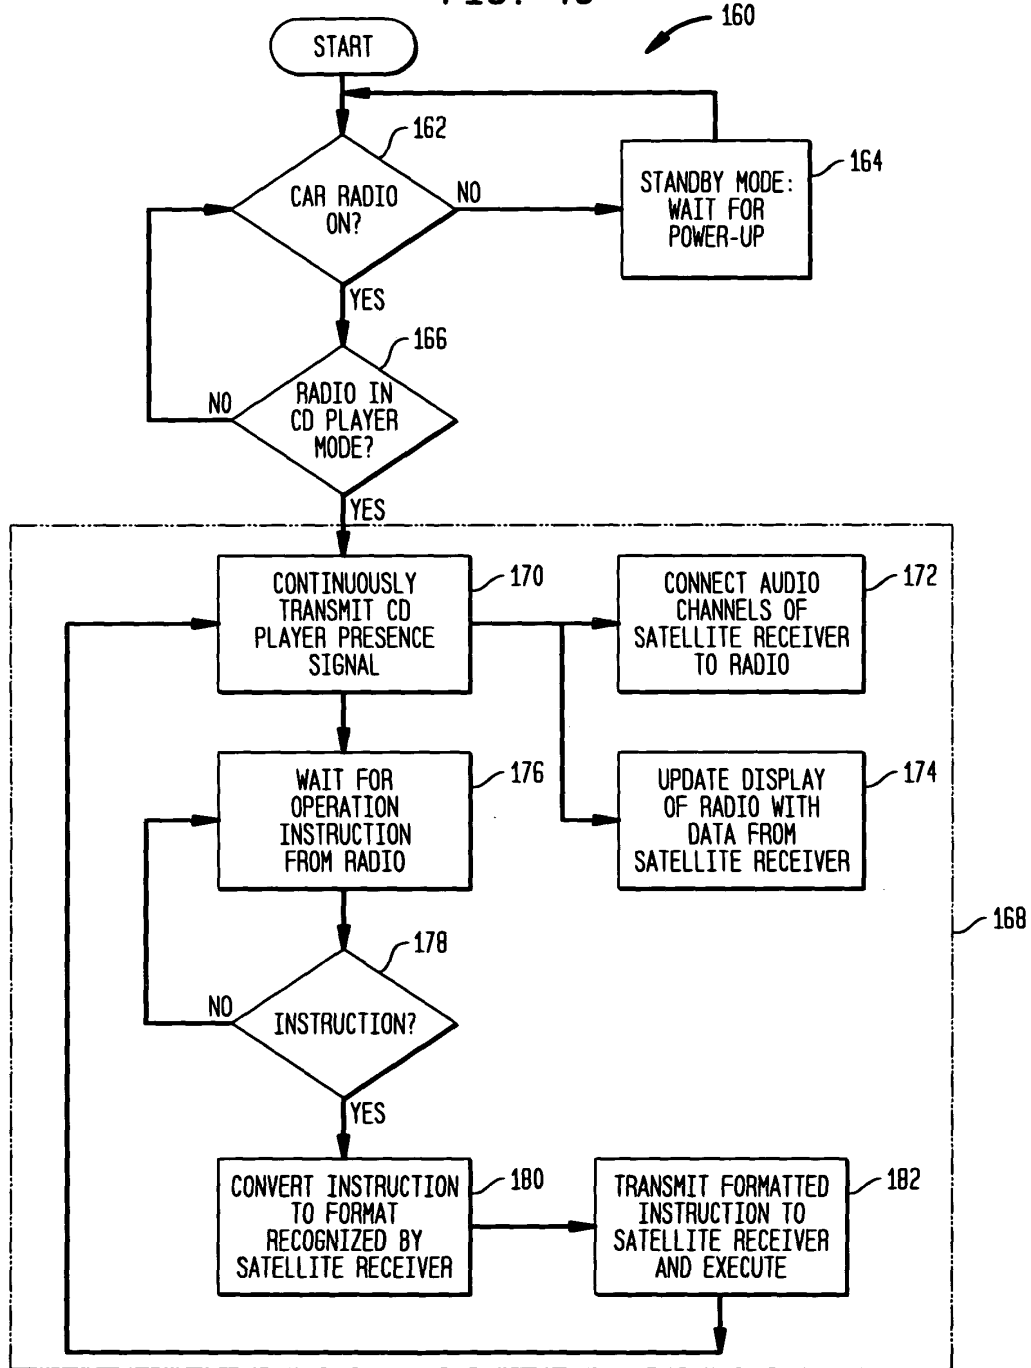 160
START
162
CAR RADIO
ON?
NO
STANDBY MODE:
WAIT FOR
POWER-UP
164
YES
166
RADIO IN
CD PLAYER
MODE?
NO
YES
CONTINUOUSLY
TRANSMIT CD
PLAYER PRESENCE
SIGNAL
170
CONNECT AUDIO
CHANNELS OF
SATELLITE RECEIVER
TO RADIO
172
WAIT FOR
OPERATION
INSTRUCTION
FROM RADIO
176
UPDATE DISPLAY
OF RADIO WITH
DATA FROM
SATELLITE RECEIVER
174
168
178
INSTRUCTION?
NO
YES
CONVERT INSTRUCTION
TO FORMAT
RECOGNIZED BY
SATELLITE RECEIVER
180
TRANSMIT FORMATTED
INSTRUCTION TO
SATELLITE RECEIVER
AND EXECUTE
182